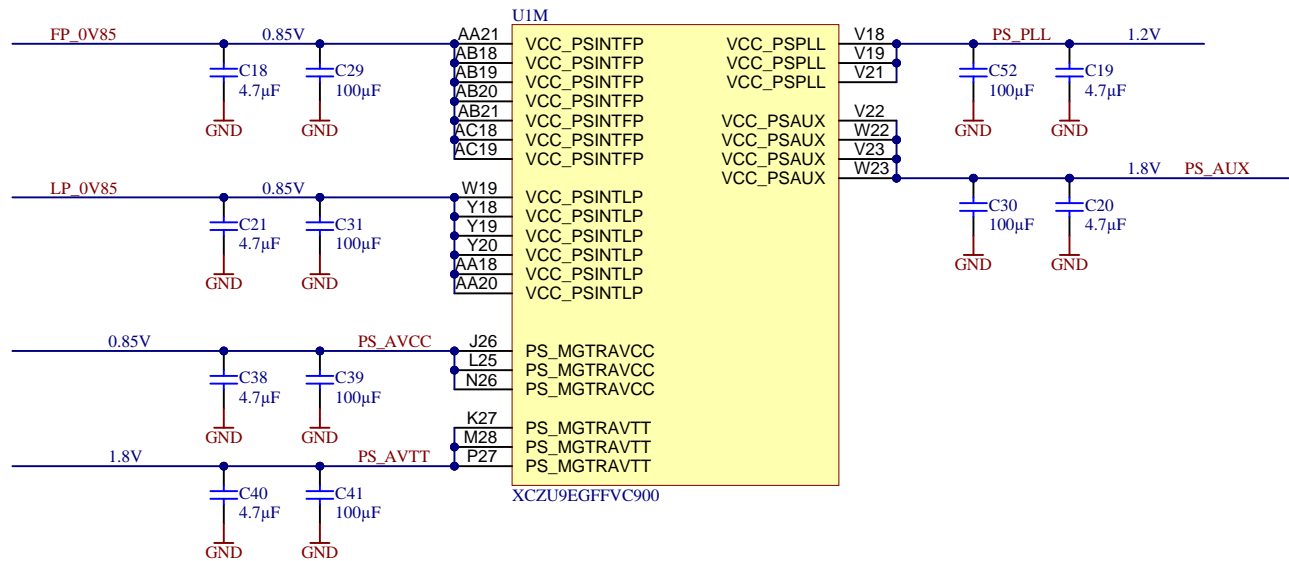 U1M
FP_0V85 0.85V AA21 VCC_PSINTFP VCC_PSPLL V18 PS_PLL 1.2V
AB18 VCC_PSINTFP VCC_PSPLL V19
C18 C29 AB19 VCC_PSINTFP VCC_PSPLL V21 C52 C19
4.7µF 100µF AB20 VCC_PSINTFP 100µF 4.7µF
GND GND AB21 VCC_PSINTFP VCC_PSAUX V22 GND GND
AC18 VCC_PSINTFP VCC_PSAUX W22
AC19 VCC_PSINTFP VCC_PSAUX V23
VCC_PSAUX W23 1.8V PS_AUX
LP_0V85 0.85V W19 VCC_PSINTLP
Y18 VCC_PSINTLP C30 C20
C21 C31 Y19 VCC_PSINTLP 100µF 4.7µF
4.7µF 100µF Y20 VCC_PSINTLP GND GND
GND GND AA18 VCC_PSINTLP
AA20 VCC_PSINTLP
0.85V PS_AVCC J26 PS_MGTRAVCC
L25 PS_MGTRAVCC
C38 C39 N26 PS_MGTRAVCC
4.7µF 100µF
GND GND K27 PS_MGTRAVTT
M28 PS_MGTRAVTT
1.8V PS_AVTT P27 PS_MGTRAVTT
C40 C41 XCZU9EGFFVC900
4.7µF 100µF
GND GND